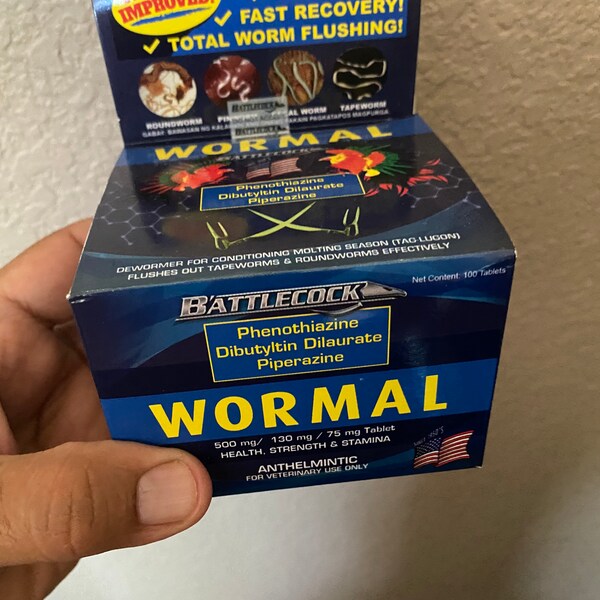 IMPROVED!
✓ FAST RECOVERY!
✓ TOTAL WORM FLUSHING!
ROUNDWORM
TAPEWORM
BATTLECOCK
WORMAL
BATTLECOCK
Phenothiazine
Dibutyltin Dilaurate
Piperazine
DEWORMER FOR CONDITIONING MOLTING SEASON (TAG-LUGON)
FLUSHES OUT TAPEWORMS & ROUNDWORMS EFFECTIVELY
Net Content: 100 Tablets
BATTLECOCK
Phenothiazine
Dibutyltin Dilaurate
Piperazine
WORMAL
500 mg/ 130 mg / 75 mg Tablet
HEALTH, STRENGTH & STAMINA
ANTHELMINTIC
FOR VETERINARY USE ONLY